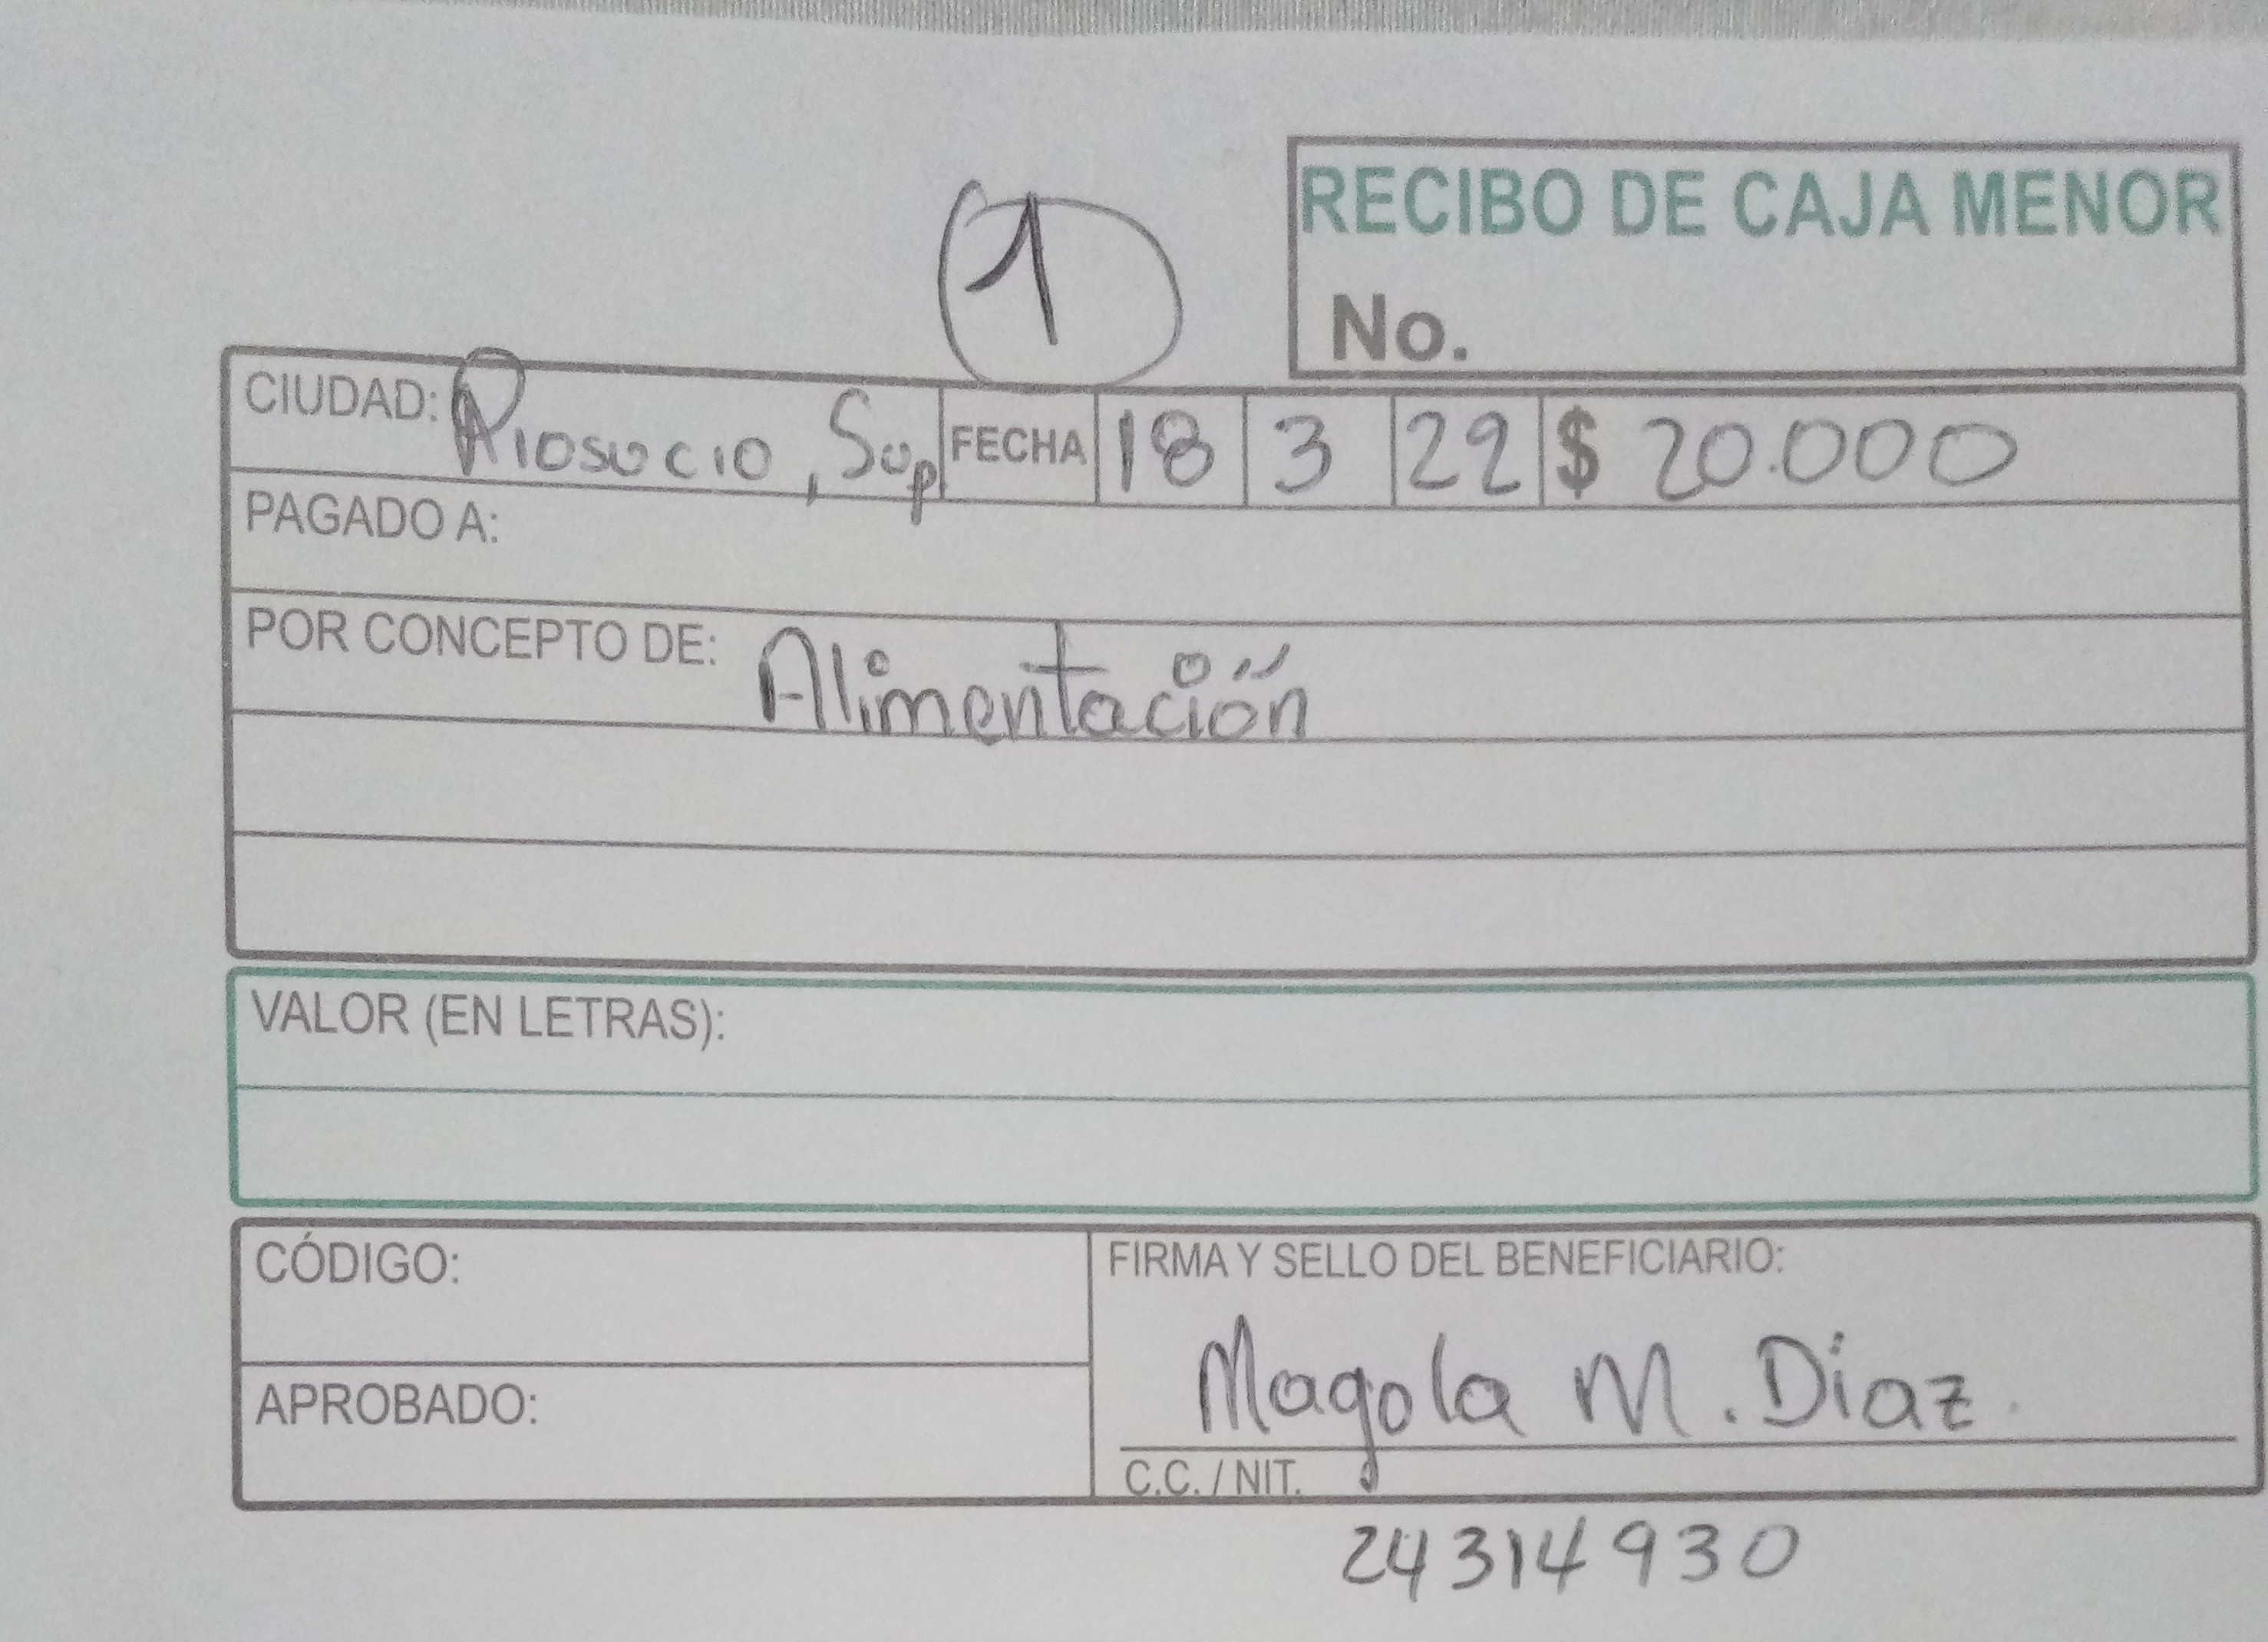 RECIBO DE CAJA MENOR
1
No.
CIUDAD: Riosucio, Sup FECHA 18 3 22 $ 20.000
PAGADO A:
POR CONCEPTO DE: Alimentación
VALOR (EN LETRAS):
CÓDIGO:
FIRMA Y SELLO DEL BENEFICIARIO:
Magola M. Diaz.
APROBADO:
C.C. / NIT.
24314930